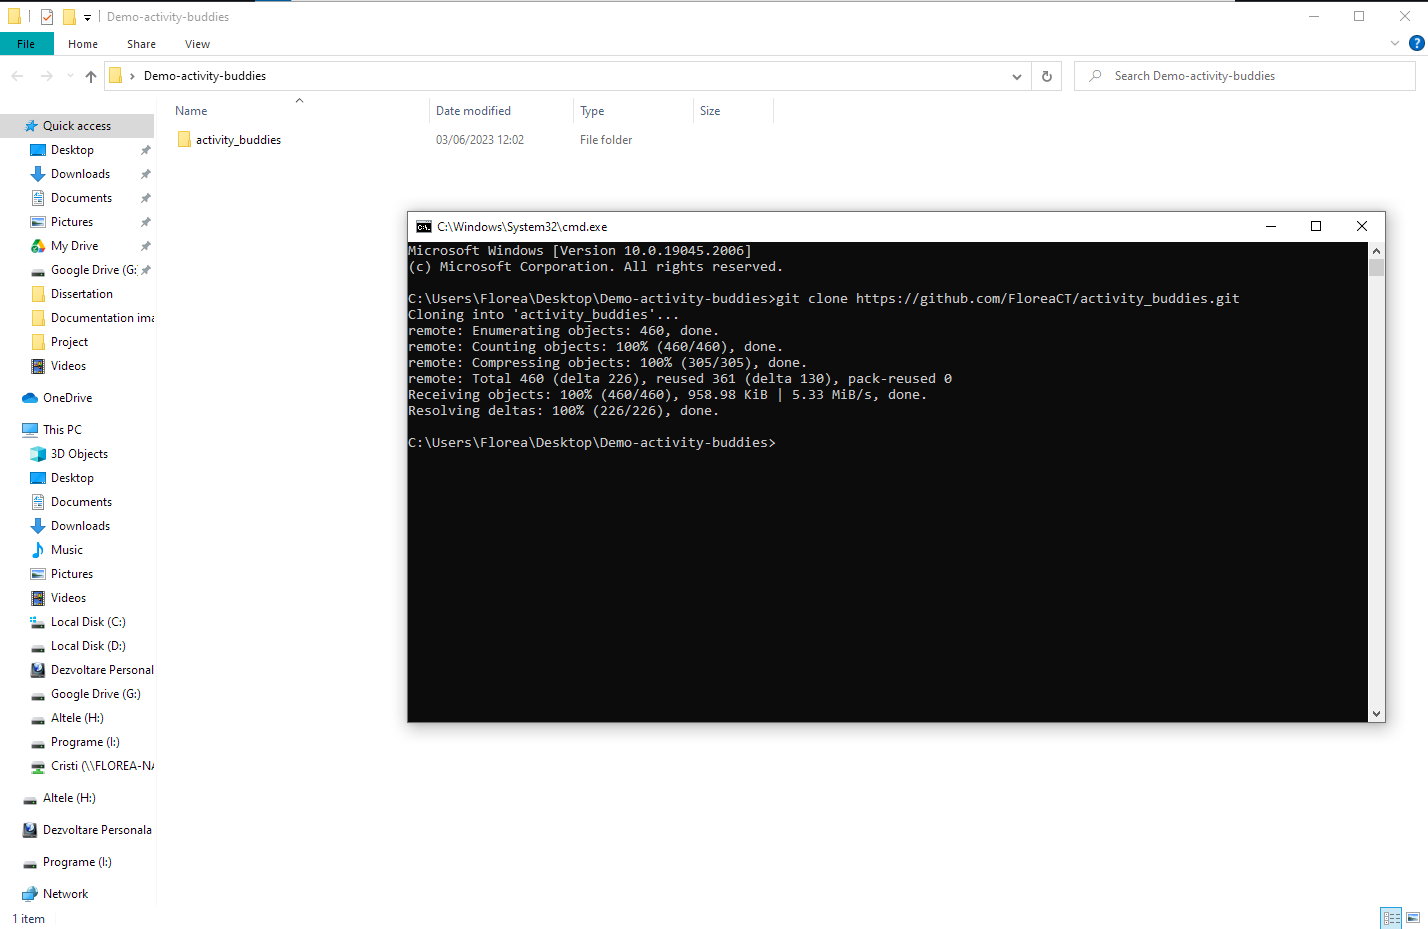 Demo-activity-buddies
File Home Share View
Demo-activity-buddies
Search Demo-activity-buddies
Name Date modified Type Size
activity_buddies 03/06/2023 12:02 File folder
Quick access
Desktop
Downloads
Documents
Pictures
My Drive
Google Drive (G:
Dissertation
Documentation ima
Project
Videos
OneDrive
This PC
3D Objects
Desktop
Documents
Downloads
Music
Pictures
Videos
Local Disk (C:)
Local Disk (D:)
Dezvoltare Personal
Google Drive (G:)
Altele (H:)
Programe (I:)
Cristi (\\FLOREA-NA
Altele (H:)
Dezvoltare Personala
Programe (I:)
Network
1 item
C:\Windows\System32\cmd.exe
Microsoft Windows [Version 10.0.19045.2006]
(c) Microsoft Corporation. All rights reserved.
C:\Users\Florea\Desktop\Demo-activity-buddies>git clone https://github.com/FloreaCT/activity_buddies.git
Cloning into 'activity_buddies'...
remote: Enumerating objects: 460, done.
remote: Counting objects: 100% (460/460), done.
remote: Compressing objects: 100% (305/305), done.
remote: Total 460 (delta 226), reused 361 (delta 130), pack-reused 0
Receiving objects: 100% (460/460), 958.98 KiB | 5.33 MiB/s, done.
Resolving deltas: 100% (226/226), done.
C:\Users\Florea\Desktop\Demo-activity-buddies>